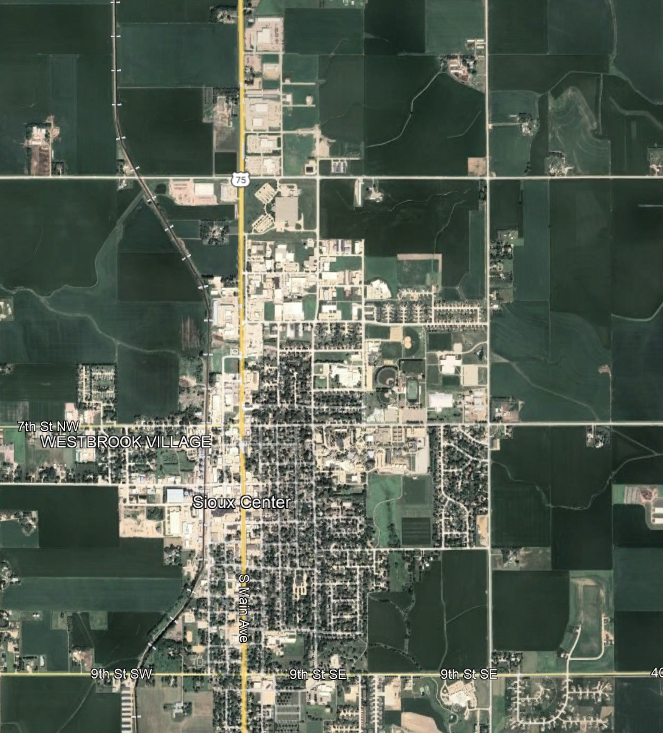 75
7th St NW
WESTBROOK VILLAGE
Sioux Center
S Main Ave
9th St SW
9th St SE
9th St SE